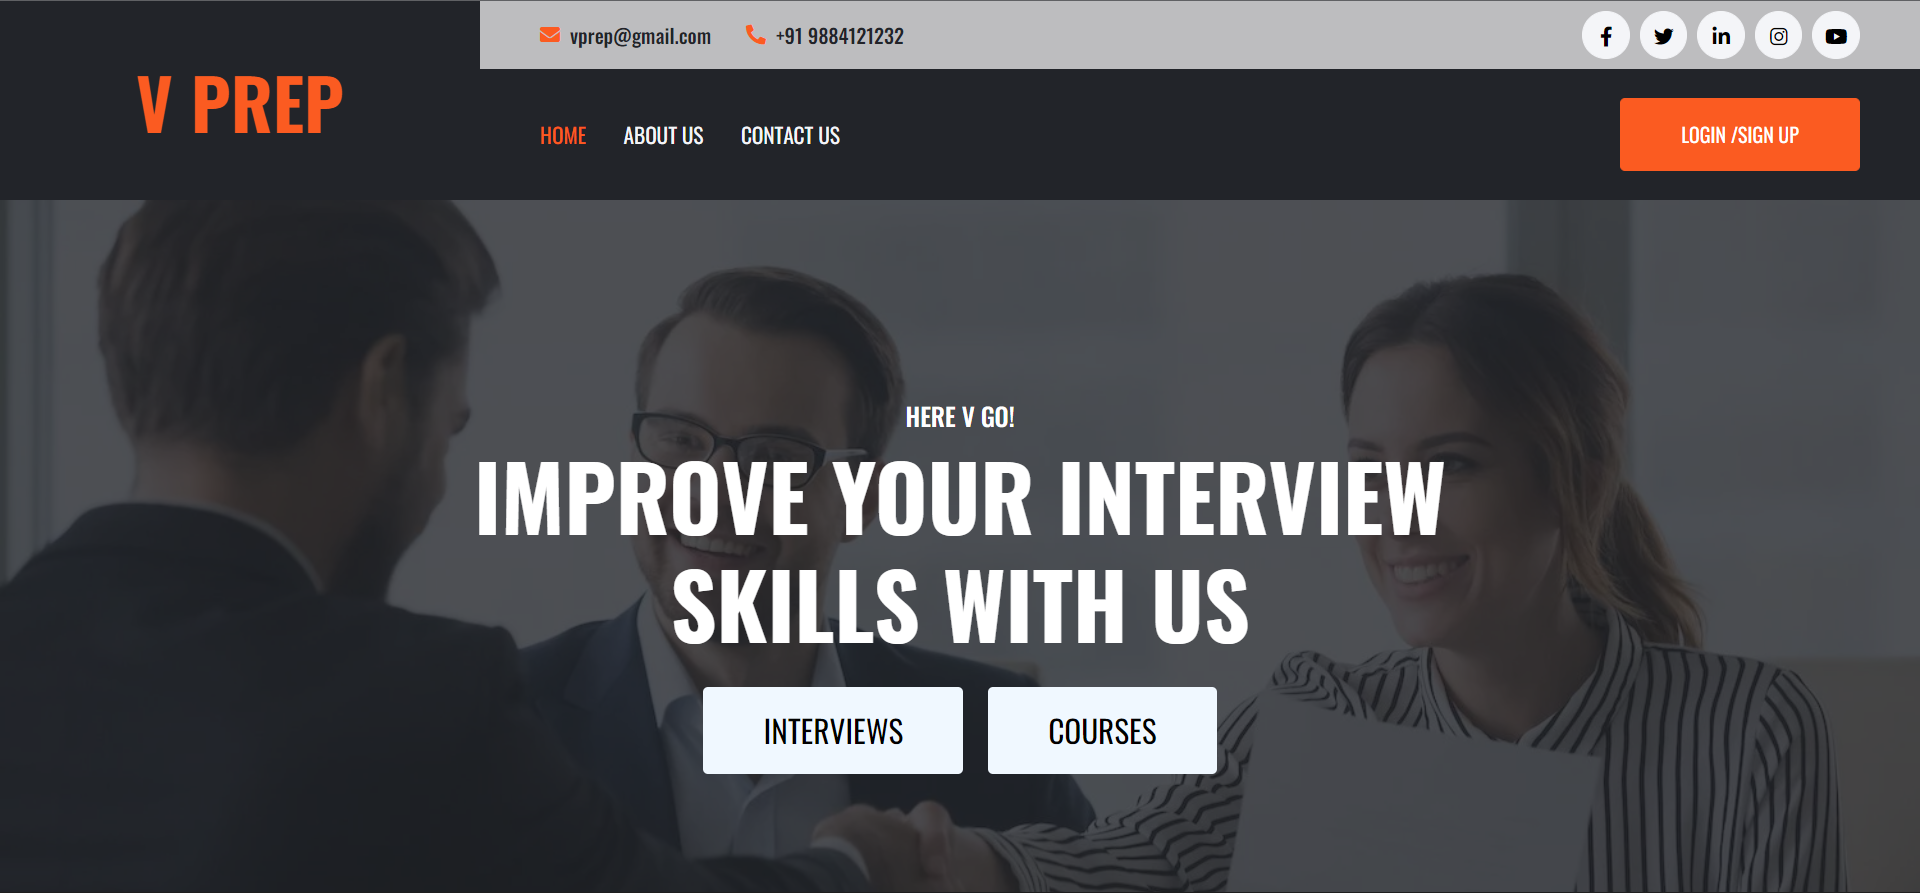 vprep@gmail.com +91 9884121232
V PREP
HOME ABOUT US CONTACT US LOGIN /SIGN UP
HERE V GO!
IMPROVE YOUR INTERVIEW
SKILLS WITH US
INTERVIEWS COURSES